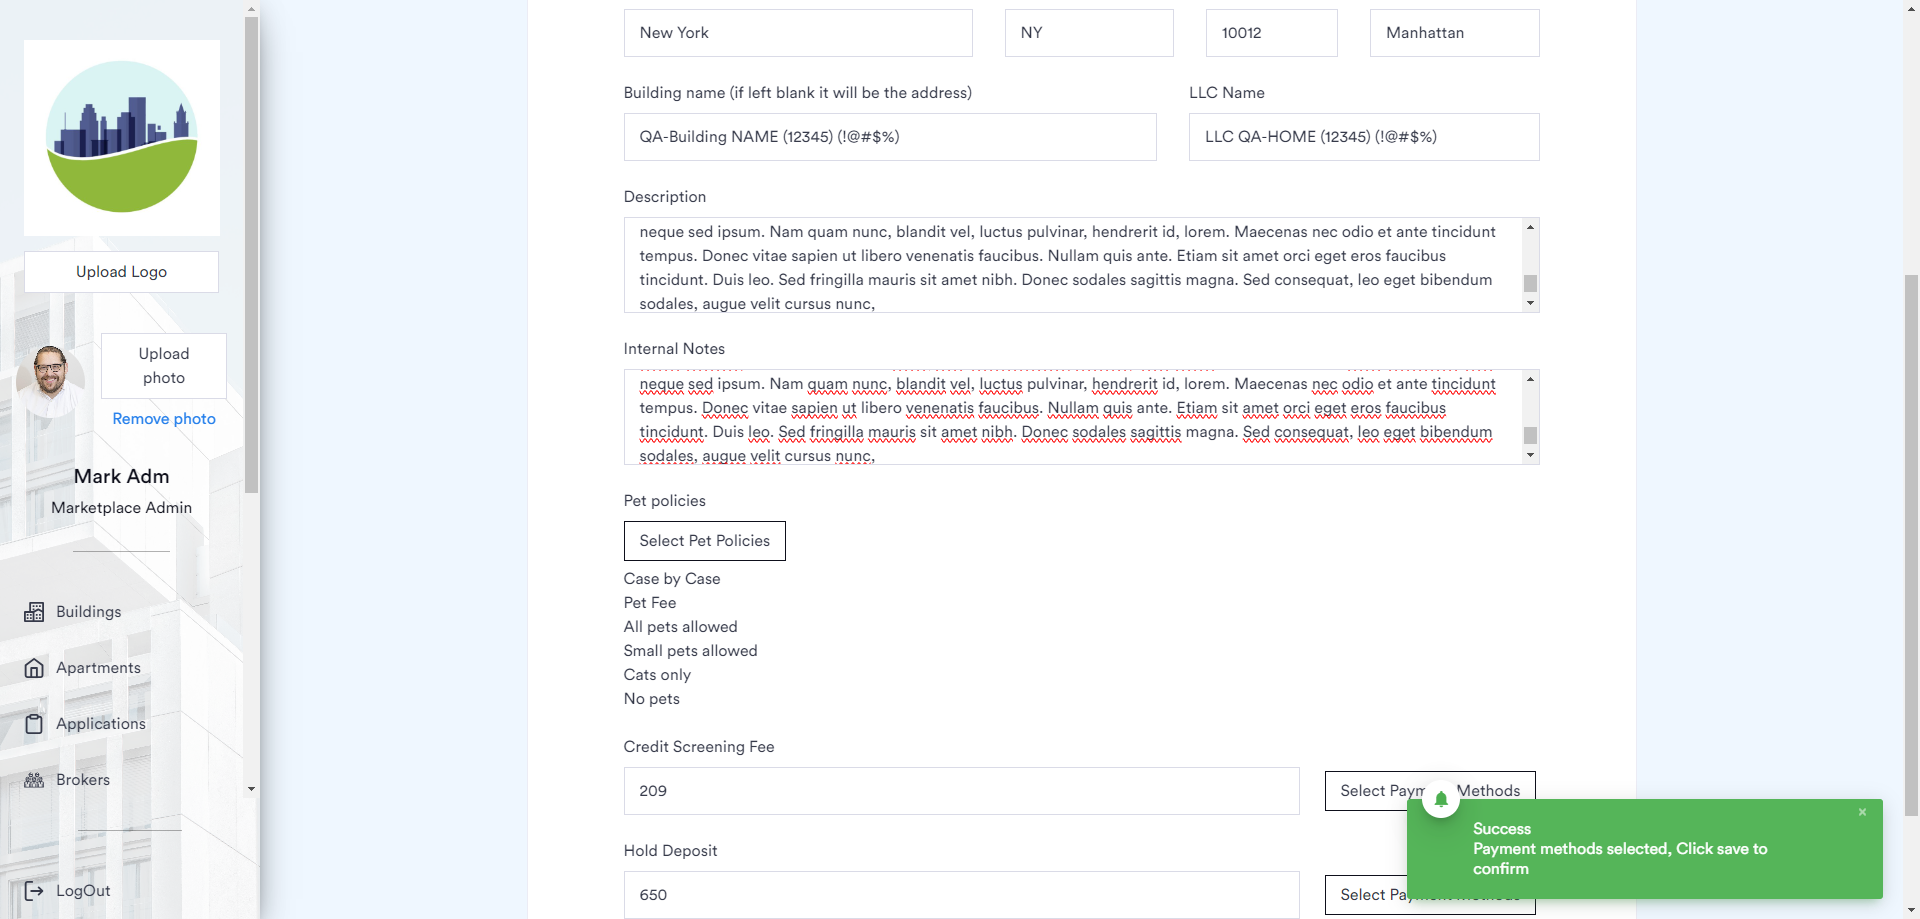 New York
NY
10012
Manhattan
Building name (if left blank it will be the address)
LLC Name
QA-Building NAME (12345) (!@#$%)
LLC QA-HOME (12345) (!@#$%)
Description
neque sed ipsum. Nam quam nunc, blandit vel, luctus pulvinar, hendrerit id, lorem. Maecenas nec odio et ante tincidunt
tempus. Donec vitae sapien ut libero venenatis faucibus. Nullam quis ante. Etiam sit amet orci eget eros faucibus
tincidunt. Duis leo. Sed fringilla mauris sit amet nibh. Donec sodales sagittis magna. Sed consequat, leo eget bibendum
sodales, augue velit cursus nunc,
Internal Notes
neque sed ipsum. Nam quam nunc, blandit vel, luctus pulvinar, hendrerit id, lorem. Maecenas nec odio et ante tincidunt
tempus. Donec vitae sapien ut libero venenatis faucibus. Nullam quis ante. Etiam sit amet orci eget eros faucibus
tincidunt. Duis leo. Sed fringilla mauris sit amet nibh. Donec sodales sagittis magna. Sed consequat, leo eget bibendum
sodales, augue velit cursus nunc,
Pet policies
Select Pet Policies
Case by Case
Pet Fee
All pets allowed
Small pets allowed
Cats only
No pets
Credit Screening Fee
209
Select Paym Methods
Hold Deposit
650
Select Payment Methods
Upload Logo
Upload
photo
Remove photo
Mark Adm
Marketplace Admin
Buildings
Apartments
Applications
Brokers
LogOut
×
Success
Payment methods selected, Click save to
confirm